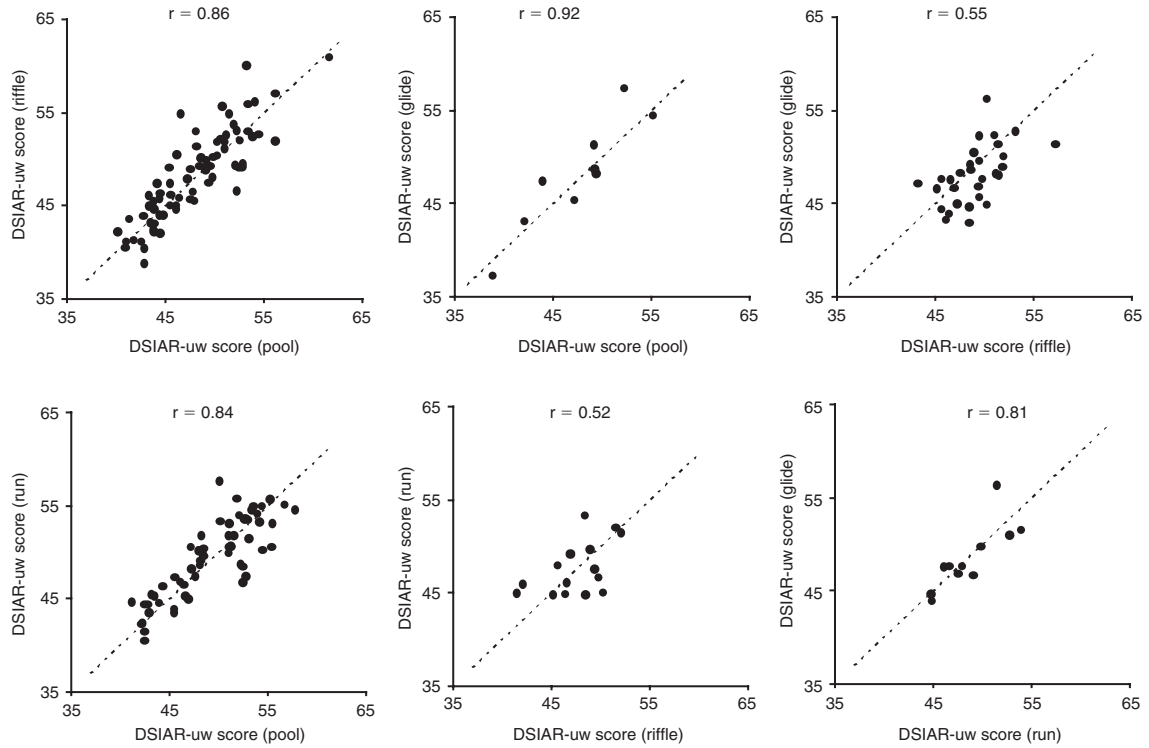 r = 0.86
DSIAR-uw score (riffle)
65
55
45
35
35 45 55 65
DSIAR-uw score (pool)
r = 0.92
DSIAR-uw score (glide)
65
55
45
35
35 45 55 65
DSIAR-uw score (pool)
r = 0.55
DSIAR-uw score (glide)
65
55
45
35
35 45 55 65
DSIAR-uw score (riffle)
r = 0.84
DSIAR-uw score (run)
65
55
45
35
35 45 55 65
DSIAR-uw score (pool)
r = 0.52
DSIAR-uw score (run)
65
55
45
35
35 45 55 65
DSIAR-uw score (riffle)
r = 0.81
DSIAR-uw score (glide)
65
55
45
35
35 45 55 65
DSIAR-uw score (run)